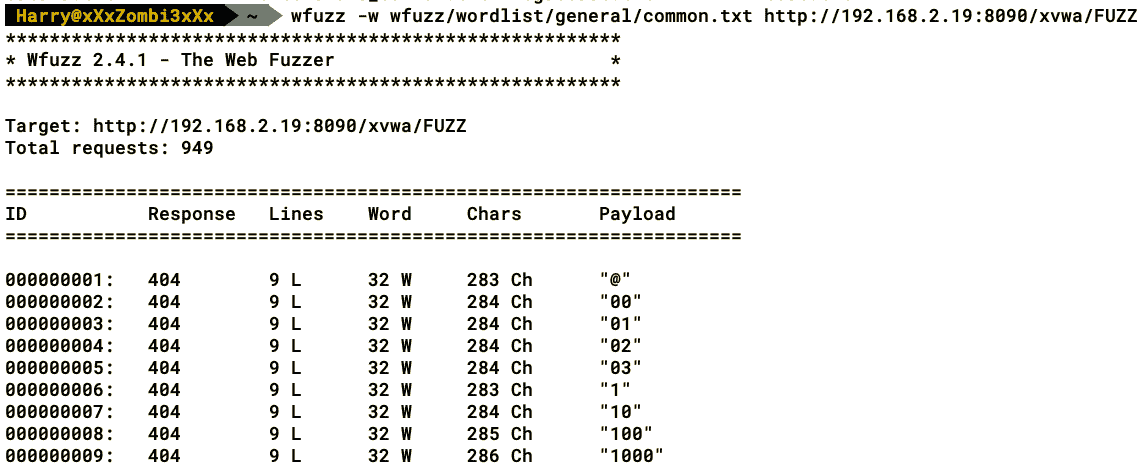 Harry@xXxZombi3xXx ~ wfuzz -w wfuzz/wordlist/general/common.txt http://192.168.2.19:8090/xvwa/FUZZ
********************************************************
* Wfuzz 2.4.1 - The Web Fuzzer                         *
********************************************************

Target: http://192.168.2.19:8090/xvwa/FUZZ
Total requests: 949

===================================================================
ID           Response   Lines    Word     Chars       Payload
===================================================================

000000001:   404        9 L      32 W     283 Ch      "@"
000000002:   404        9 L      32 W     284 Ch      "00"
000000003:   404        9 L      32 W     284 Ch      "01"
000000004:   404        9 L      32 W     284 Ch      "02"
000000005:   404        9 L      32 W     284 Ch      "03"
000000006:   404        9 L      32 W     283 Ch      "1"
000000007:   404        9 L      32 W     284 Ch      "10"
000000008:   404        9 L      32 W     285 Ch      "100"
000000009:   404        9 L      32 W     286 Ch      "1000"